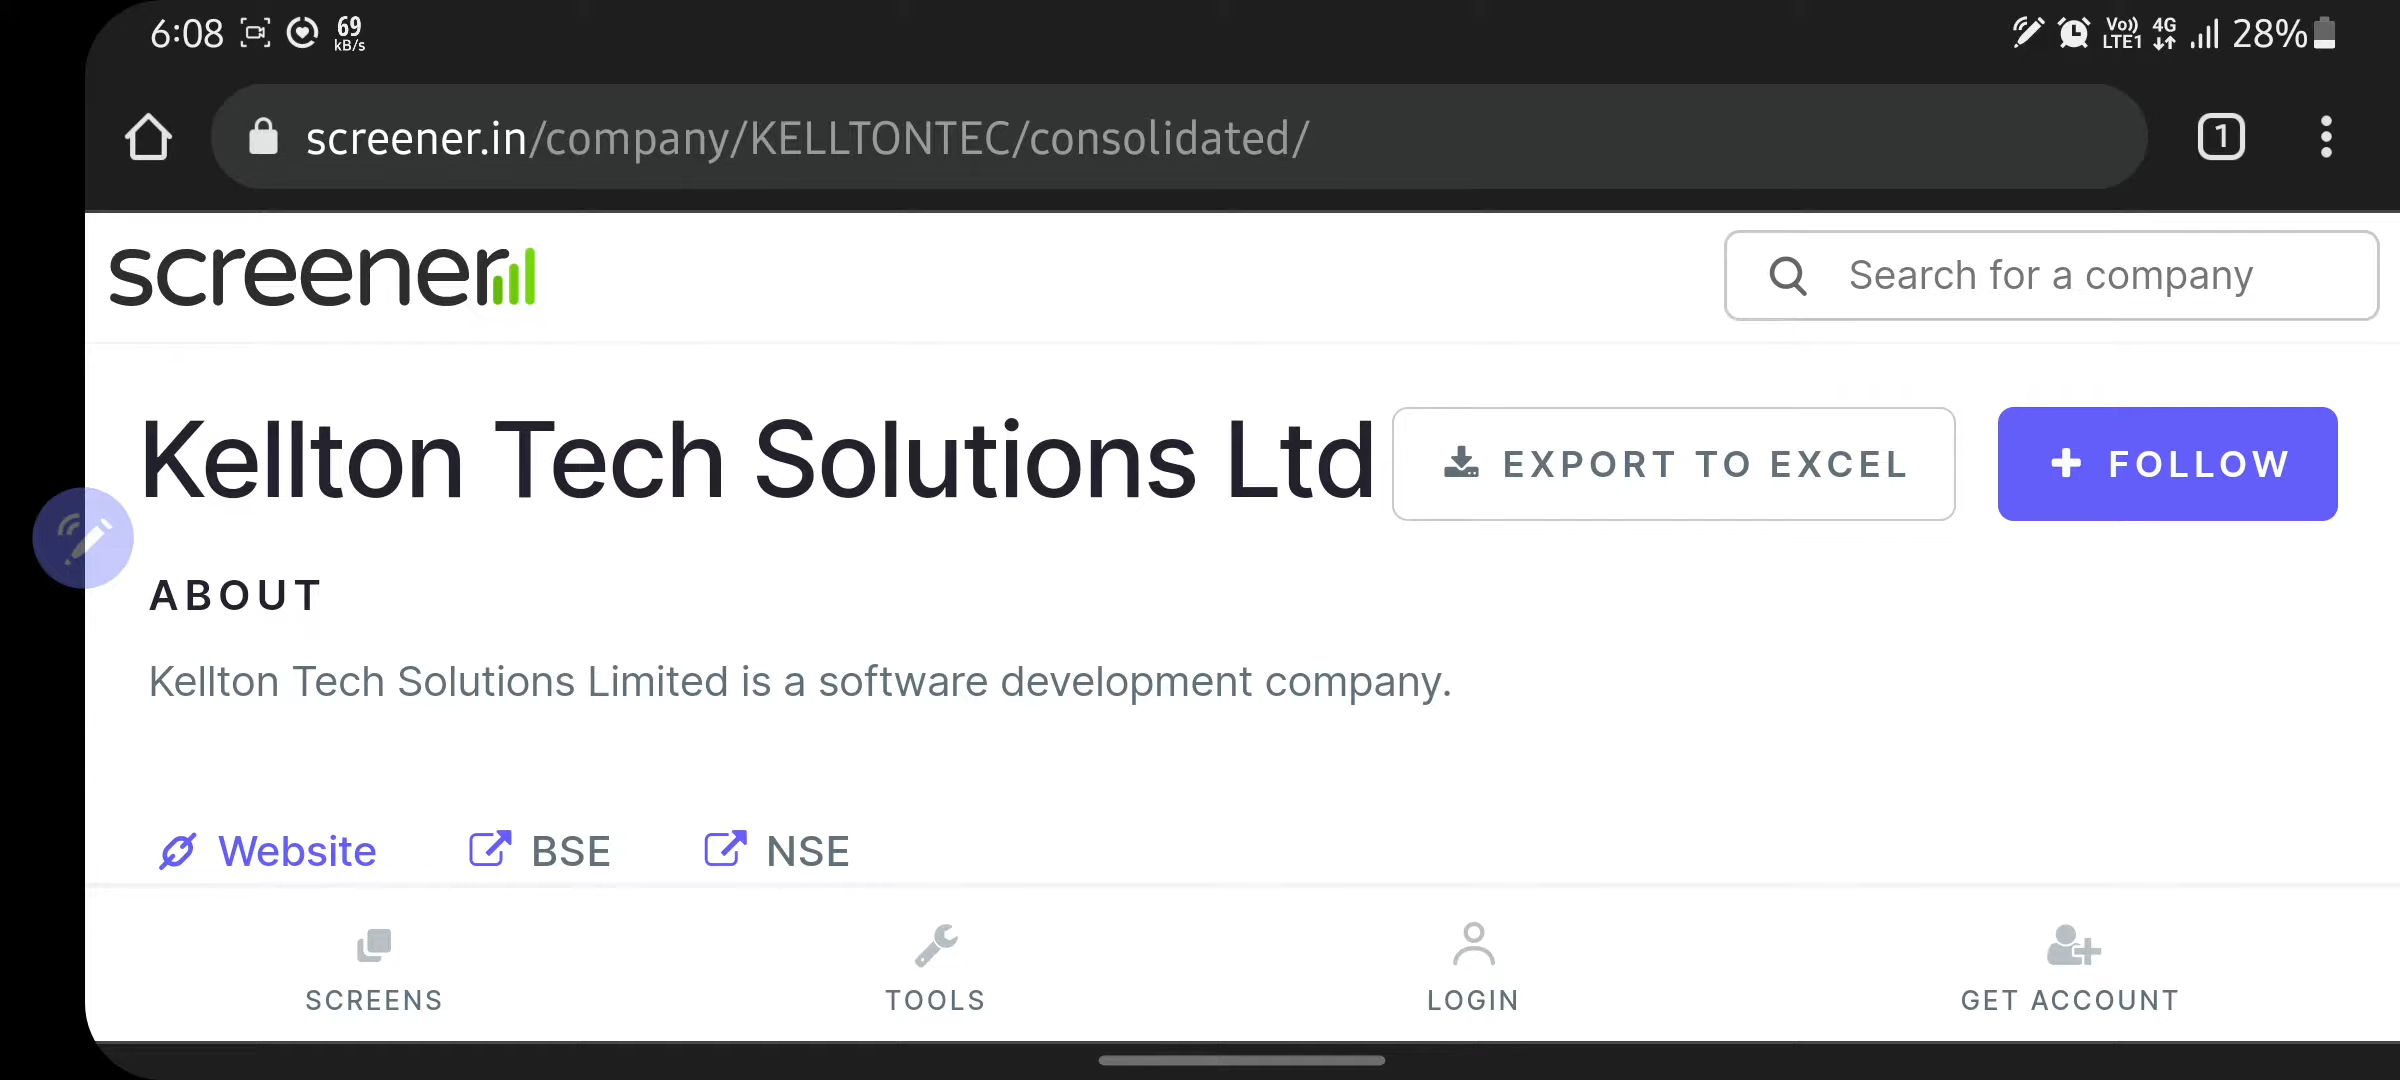 6:08 69 kB/s Vo)) LTE1 4G 28%
screener.in/company/KELLTONTEC/consolidated/ 1
screener Search for a company
Kellton Tech Solutions Ltd EXPORT TO EXCEL + FOLLOW
ABOUT
Kellton Tech Solutions Limited is a software development company.
Website BSE NSE
SCREENS TOOLS LOGIN GET ACCOUNT